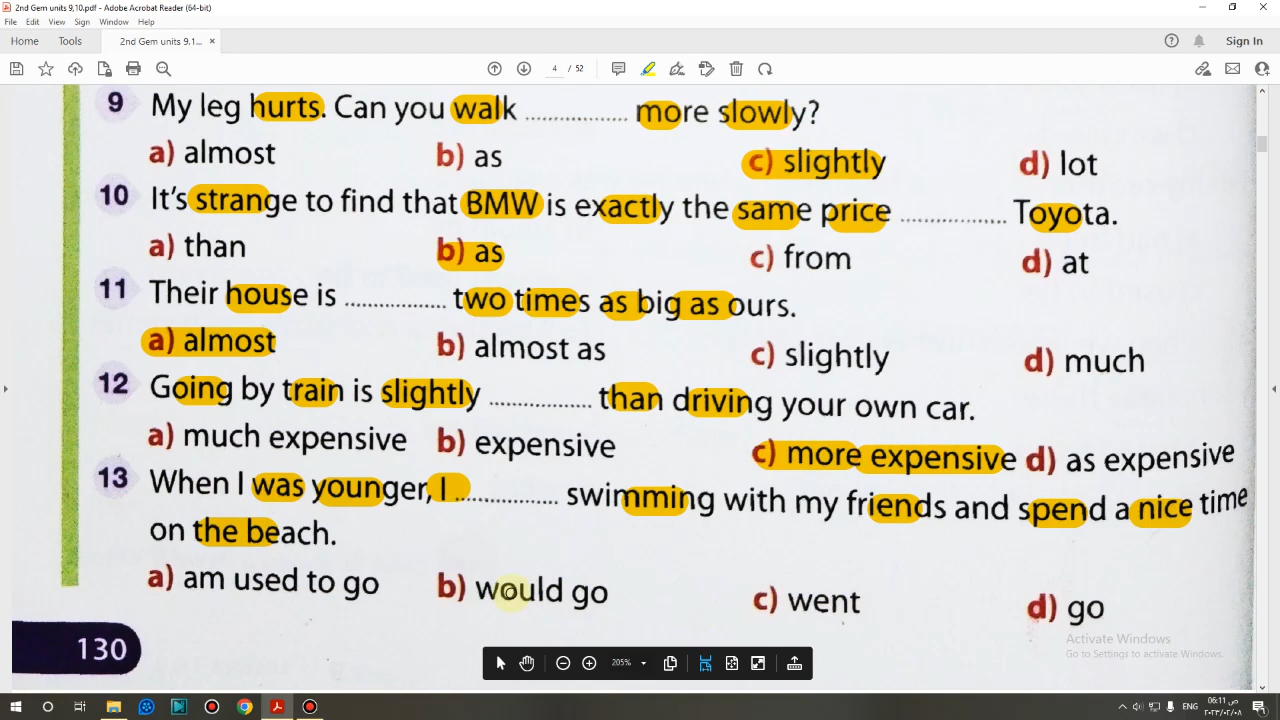 2nd Gem units 9,10.pdf - Adobe Acrobat Reader (64-bit)
File Edit View Sign Window Help
Home Tools 2nd Gem units 9,1... × Sign In
4 / 52
9 My leg hurts. Can you walk .................... more slowly?
a) almost b) as c) slightly d) lot
10 It's strange to find that BMW is exactly the same price .................... Toyota.
a) than b) as c) from d) at
11 Their house is .................... two times as big as ours.
a) almost b) almost as c) slightly d) much
12 Going by train is slightly .................... than driving your own car.
a) much expensive b) expensive c) more expensive d) as expensive
13 When I was younger, I .................... swimming with my friends and spend a nice time
on the beach.
a) am used to go b) would go c) went d) go
130
Activate Windows
Go to Settings to activate Windows.
205%
ENG 06:11 ص
٢٠٢٣/٠٢/٠٨